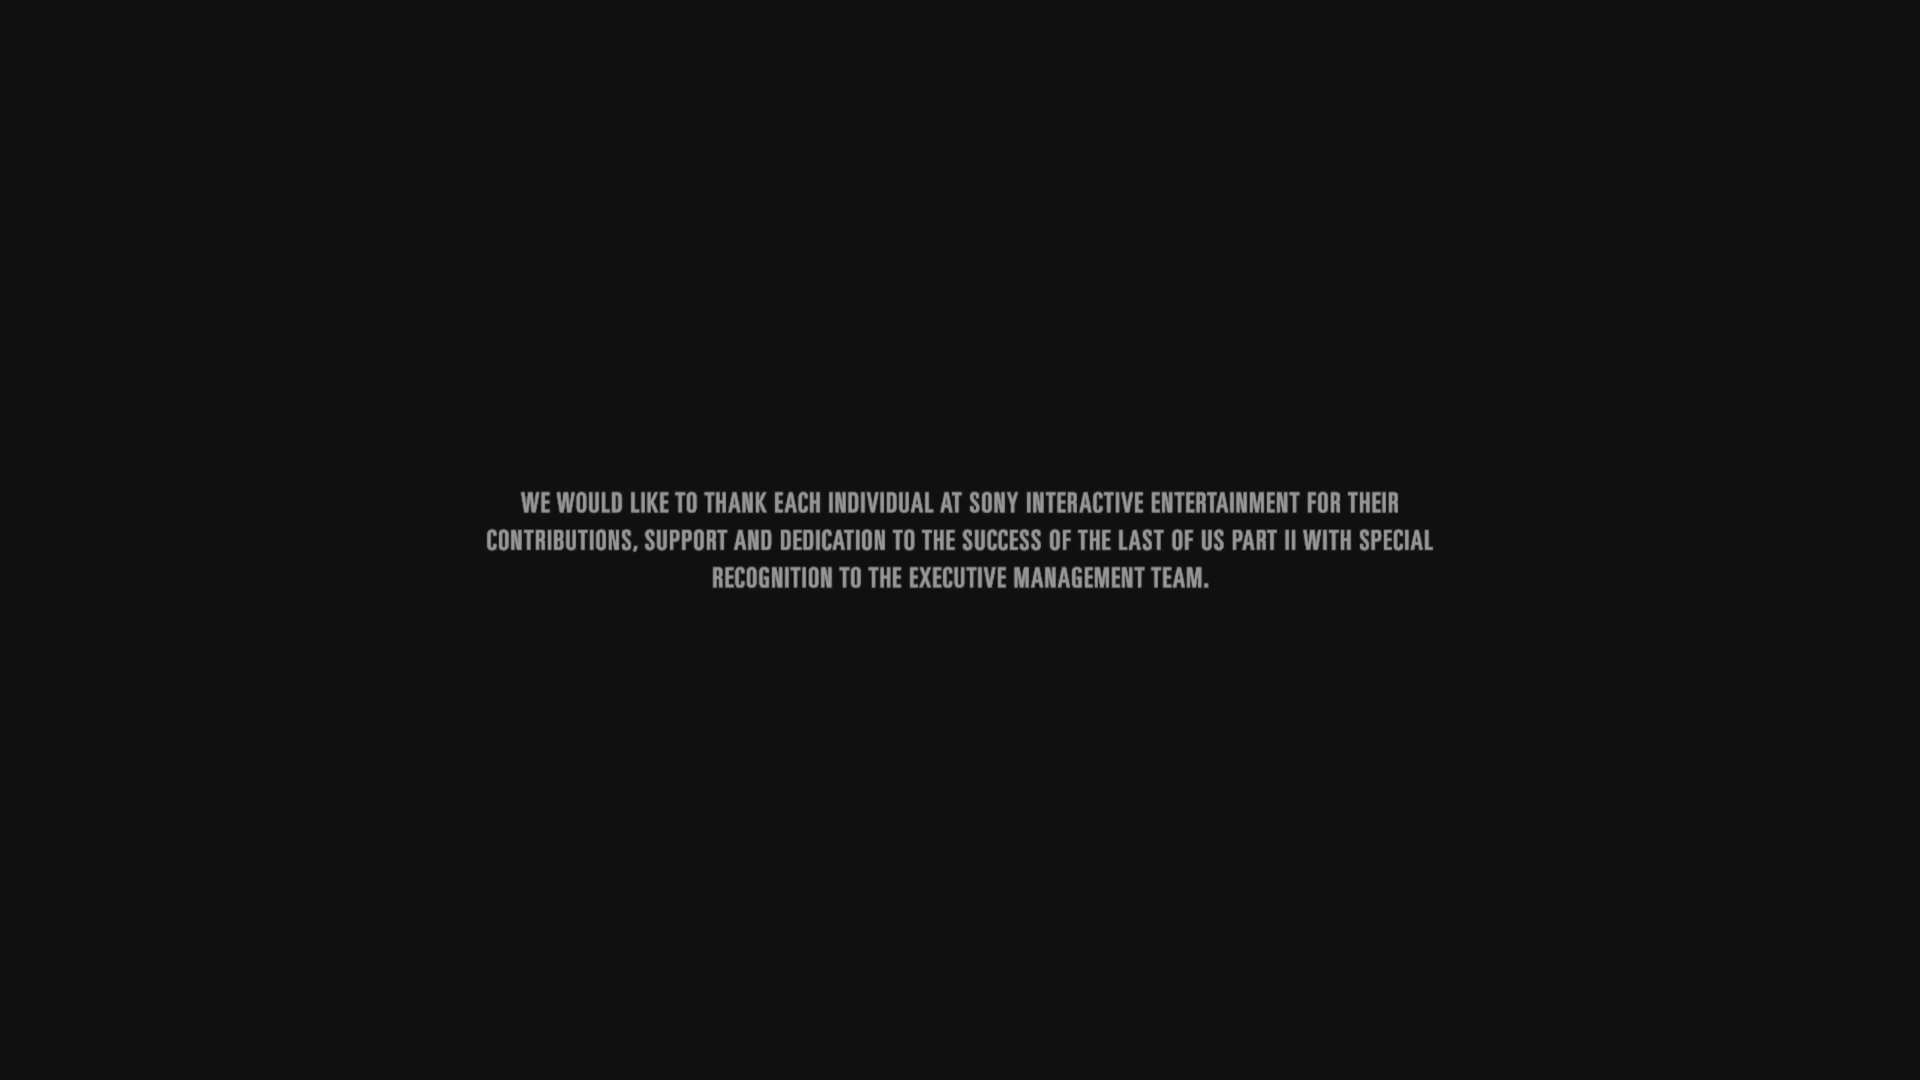 WE WOULD LIKE TO THANK EACH INDIVIDUAL AT SONY INTERACTIVE ENTERTAINMENT FOR THEIR
CONTRIBUTIONS, SUPPORT AND DEDICATION TO THE SUCCESS OF THE LAST OF US PART II WITH SPECIAL
RECOGNITION TO THE EXECUTIVE MANAGEMENT TEAM.